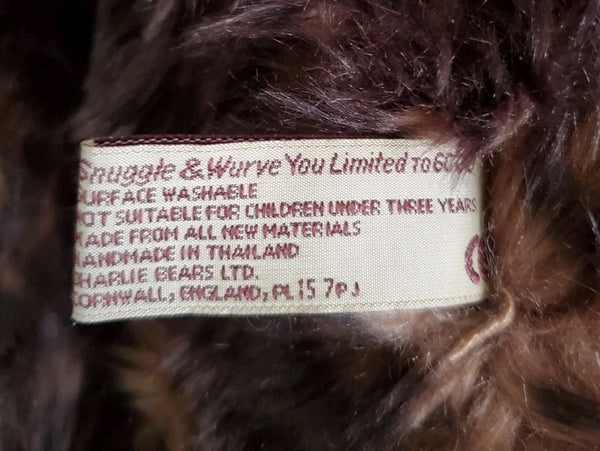 Snuggle & Wurve You Limited to 6000
SURFACE WASHABLE
NOT SUITABLE FOR CHILDREN UNDER THREE YEARS
MADE FROM ALL NEW MATERIALS
HANDMADE IN THAILAND
CHARLIE BEARS LTD.
CORNWALL, ENGLAND, PL15 7PJ